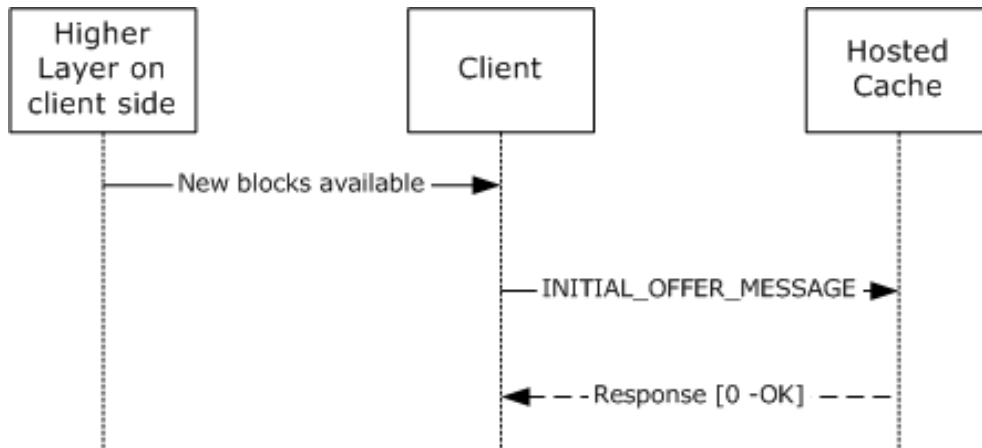 Higher
Layer on
client side
Client
Hosted
Cache
New blocks available
INITIAL_OFFER_MESSAGE
Response [0 -OK]